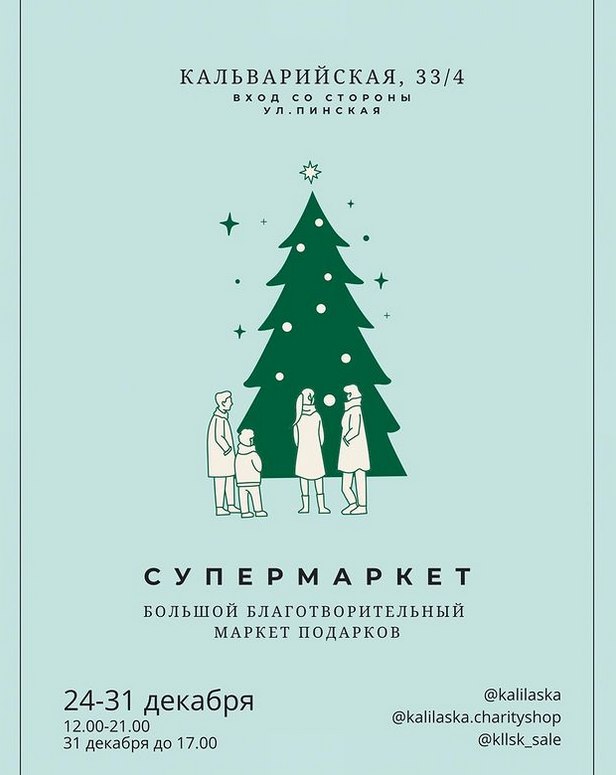 КАЛЬВАРИЙСКАЯ, 33/4
ВХОД СО СТОРОНЫ
УЛ.ПИНСКАЯ
СУПЕРМАРКЕТ
БОЛЬШОЙ БЛАГОТВОРИТЕЛЬНЫЙ
МАРКЕТ ПОДАРКОВ
24-31 декабря
12.00-21.00
31 декабря до 17.00
@kalilaska
@kalilaska.charityshop
@kllsk_sale